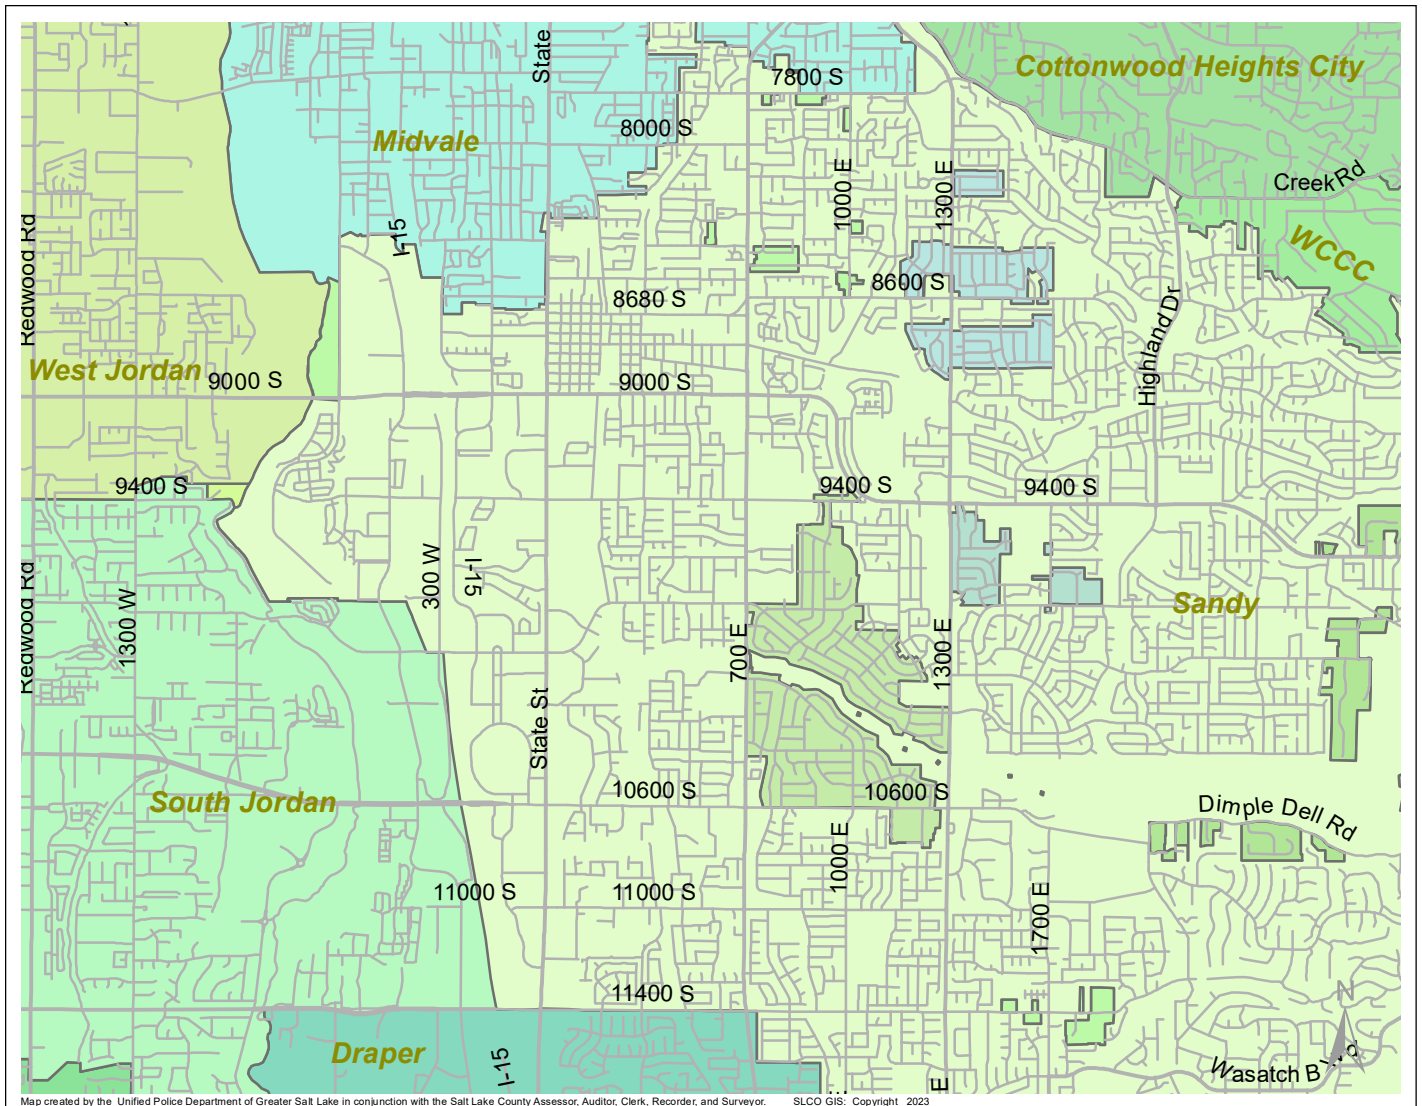 State
7800 S
Cottonwood Heights City
8000 S
Midvale
1000 E
1300 E
Creek Rd
Redwood Rd
I-15
WCCC
8600 S
8680 S
Highland Dr
West Jordan
9000 S
9000 S
9400 S
9400 S
9400 S
300 W
I-15
Redwood Rd
1300 W
Sandy
700 E
1300 E
State St
10600 S
10600 S
South Jordan
Dimple Dell Rd
1000 E
11000 S
11000 S
1700 E
11400 S
N
Draper
I-15
E
Wasatch Blvd
Map created by the Unified Police Department of Greater Salt Lake in conjunction with the Salt Lake County Assessor, Auditor, Clerk, Recorder, and Surveyor. SLCO GIS: Copyright 2023